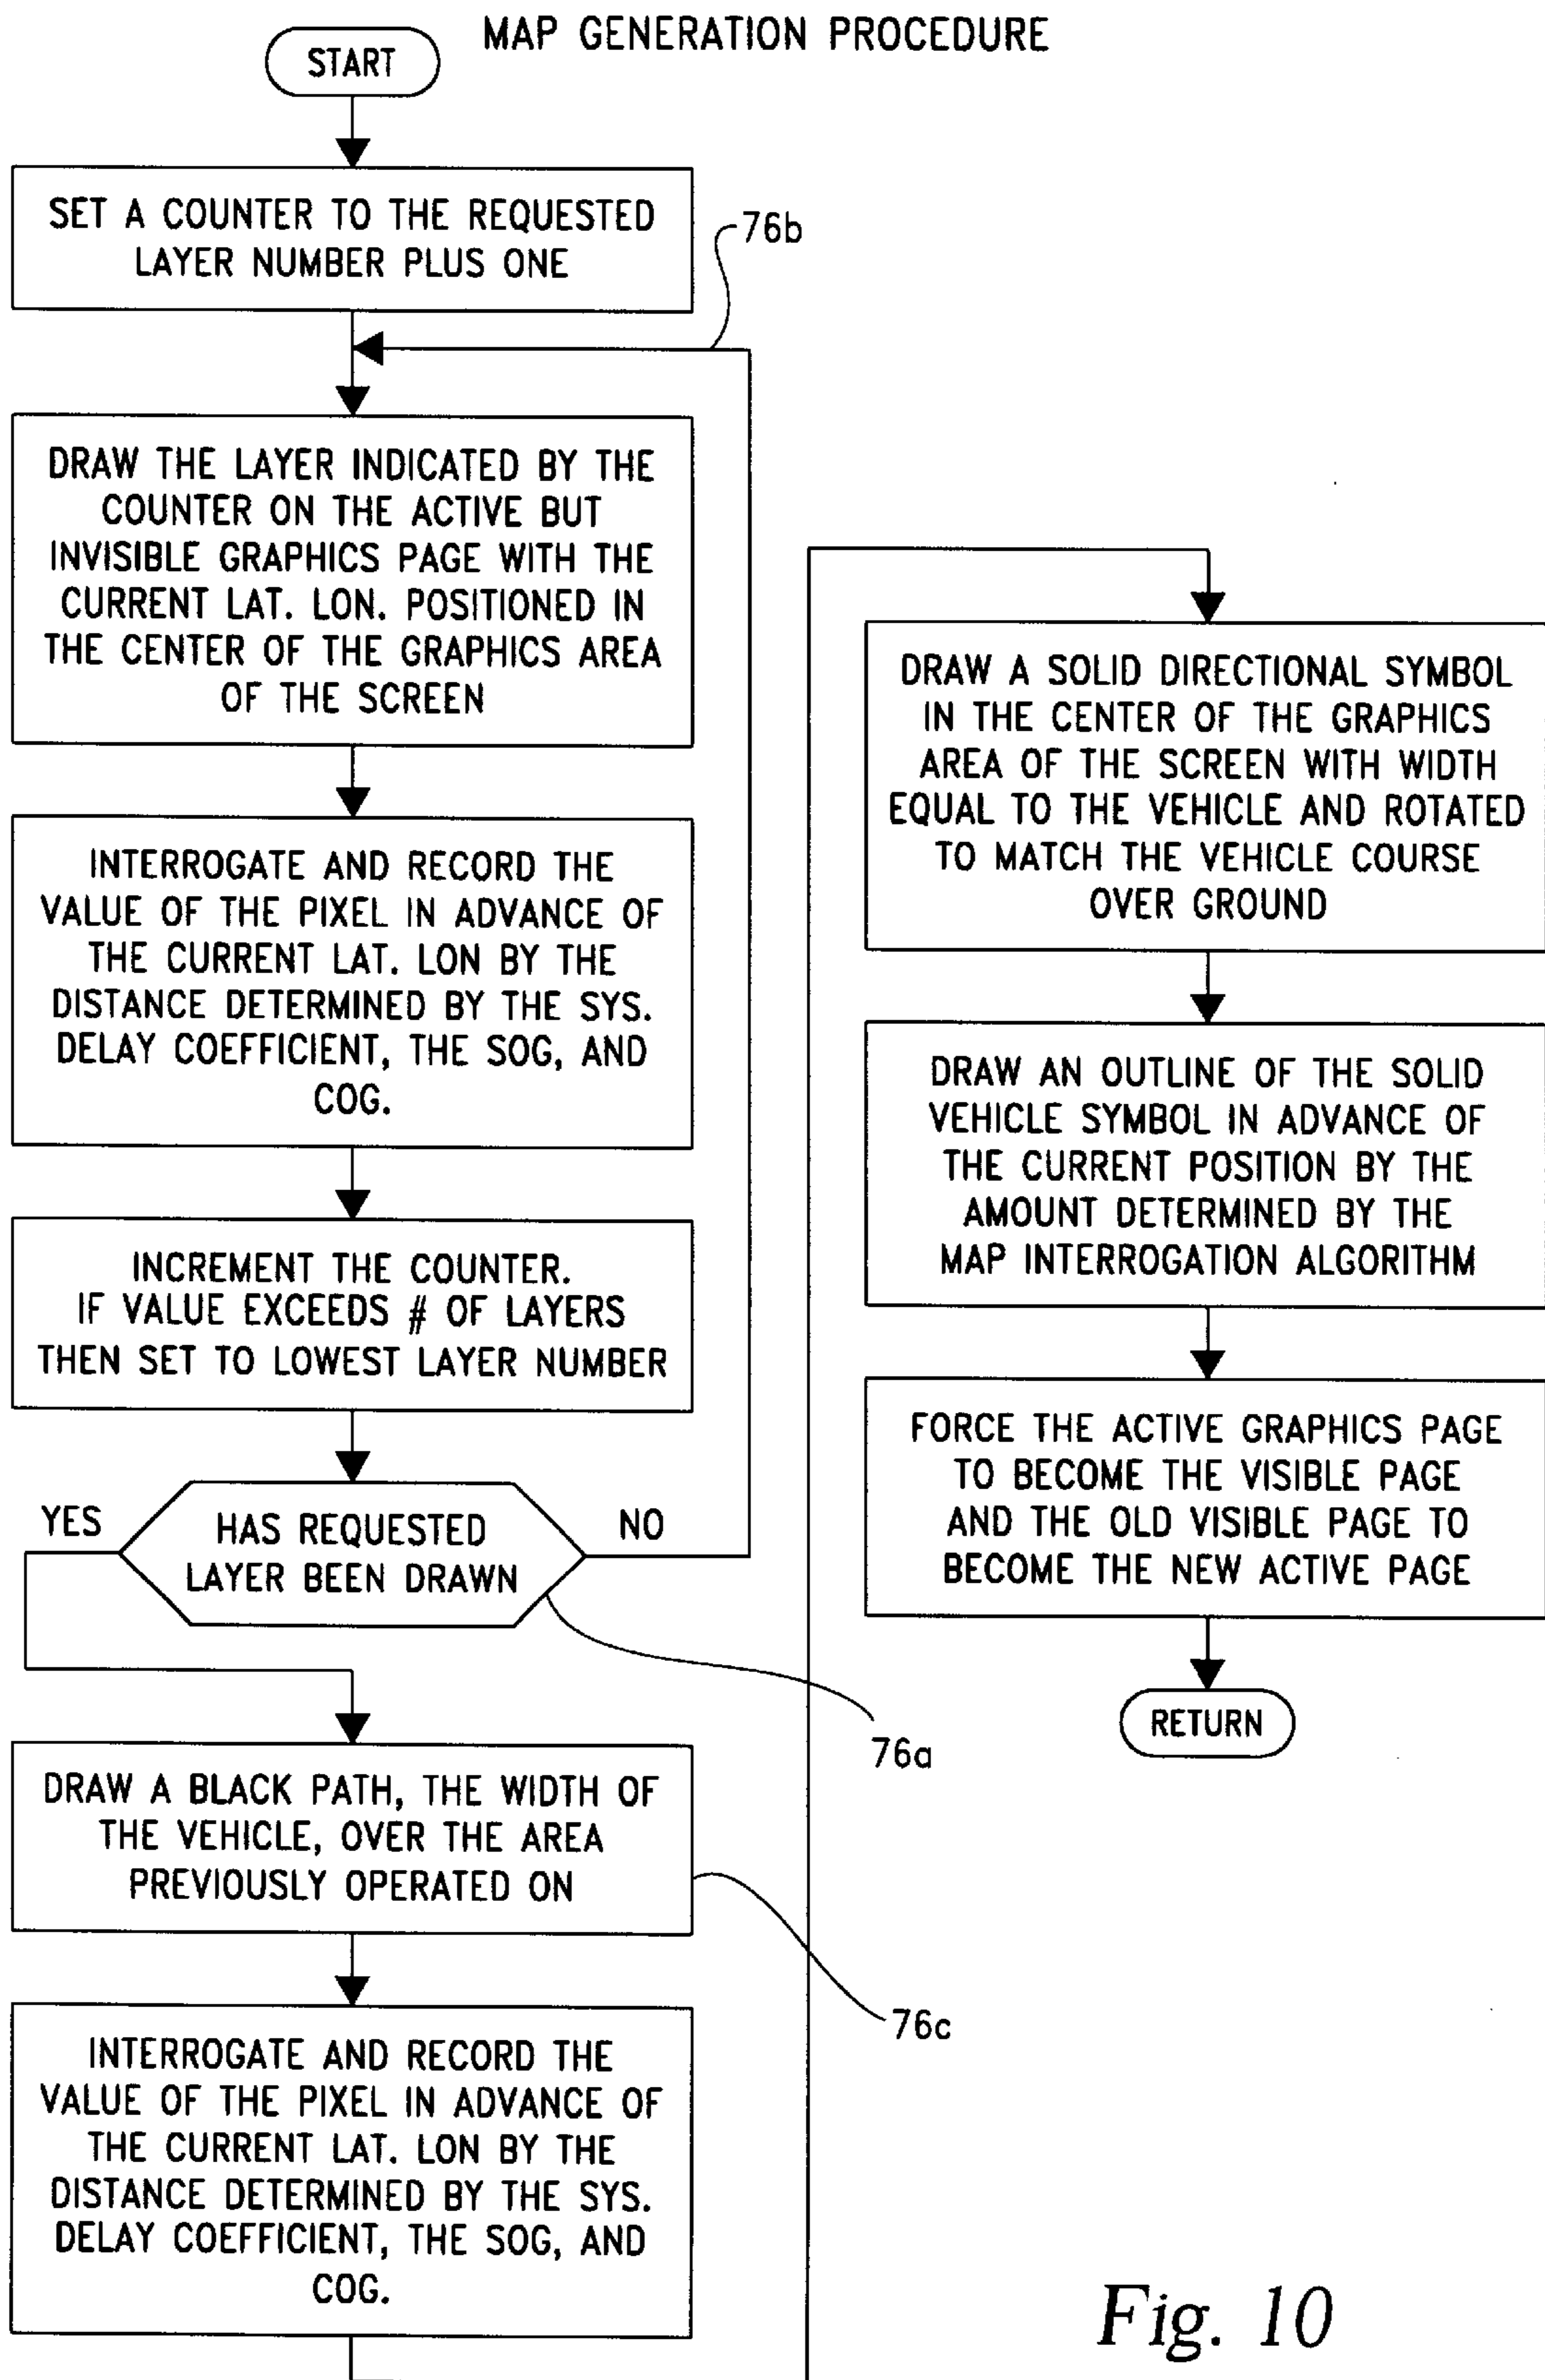 MAP GENERATION PROCEDURE
START
SET A COUNTER TO THE REQUESTED
LAYER NUMBER PLUS ONE
76b
DRAW THE LAYER INDICATED BY THE
COUNTER ON THE ACTIVE BUT
INVISIBLE GRAPHICS PAGE WITH THE
CURRENT LAT. LON. POSITIONED IN
THE CENTER OF THE GRAPHICS AREA
OF THE SCREEN
INTERROGATE AND RECORD THE
VALUE OF THE PIXEL IN ADVANCE OF
THE CURRENT LAT. LON BY THE
DISTANCE DETERMINED BY THE SYS.
DELAY COEFFICIENT, THE SOG, AND
COG.
INCREMENT THE COUNTER.
IF VALUE EXCEEDS # OF LAYERS
THEN SET TO LOWEST LAYER NUMBER
YES
HAS REQUESTED
LAYER BEEN DRAWN
NO
76a
DRAW A BLACK PATH, THE WIDTH OF
THE VEHICLE, OVER THE AREA
PREVIOUSLY OPERATED ON
76c
INTERROGATE AND RECORD THE
VALUE OF THE PIXEL IN ADVANCE OF
THE CURRENT LAT. LON BY THE
DISTANCE DETERMINED BY THE SYS.
DELAY COEFFICIENT, THE SOG, AND
COG.
DRAW A SOLID DIRECTIONAL SYMBOL
IN THE CENTER OF THE GRAPHICS
AREA OF THE SCREEN WITH WIDTH
EQUAL TO THE VEHICLE AND ROTATED
TO MATCH THE VEHICLE COURSE
OVER GROUND
DRAW AN OUTLINE OF THE SOLID
VEHICLE SYMBOL IN ADVANCE OF
THE CURRENT POSITION BY THE
AMOUNT DETERMINED BY THE
MAP INTERROGATION ALGORITHM
FORCE THE ACTIVE GRAPHICS PAGE
TO BECOME THE VISIBLE PAGE
AND THE OLD VISIBLE PAGE TO
BECOME THE NEW ACTIVE PAGE
RETURN
Fig. 10